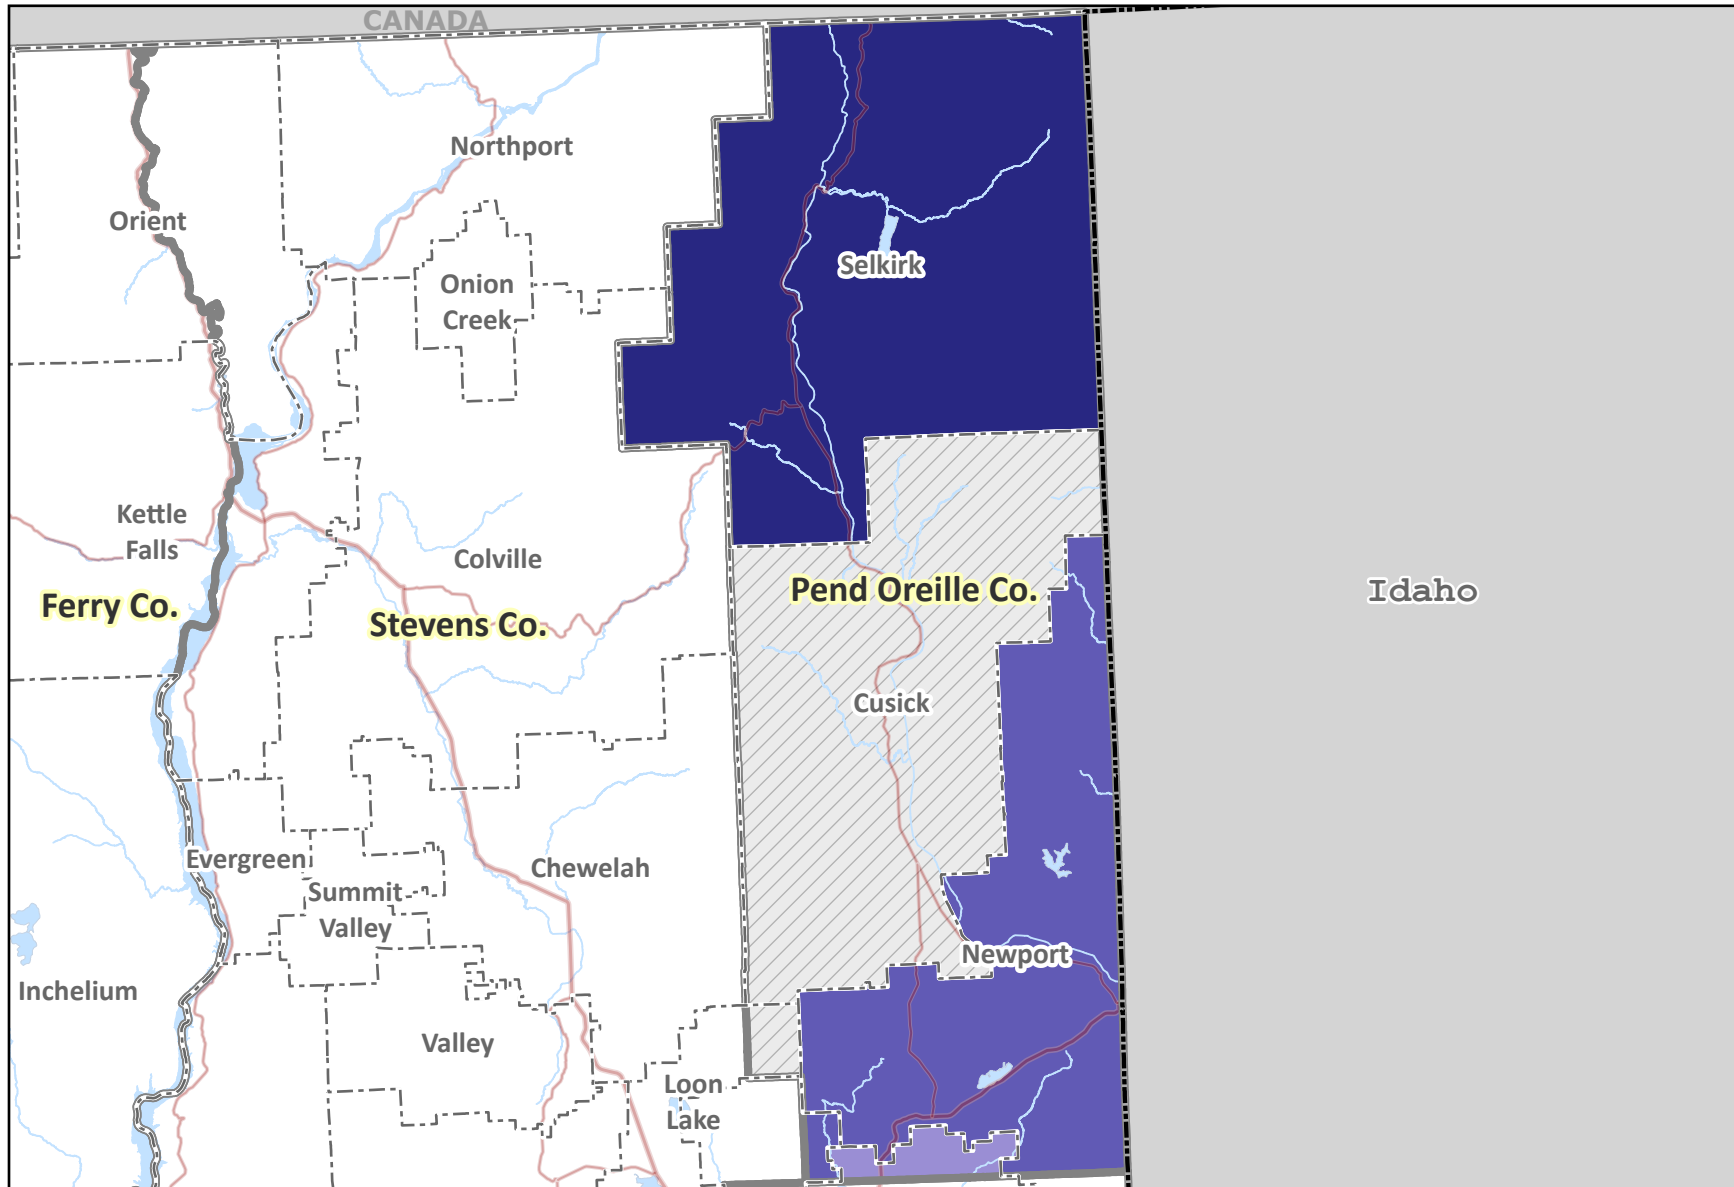 CANADA
Northport
Orient
Selkirk
Onion
Creek
Kettle
Falls
Colville
Pend Oreille Co.
Idaho
Ferry Co.
Stevens Co.
Cusick
Evergreen
Chewelah
Summit
Valley
Newport
Inchelium
Valley
Loon
Lake